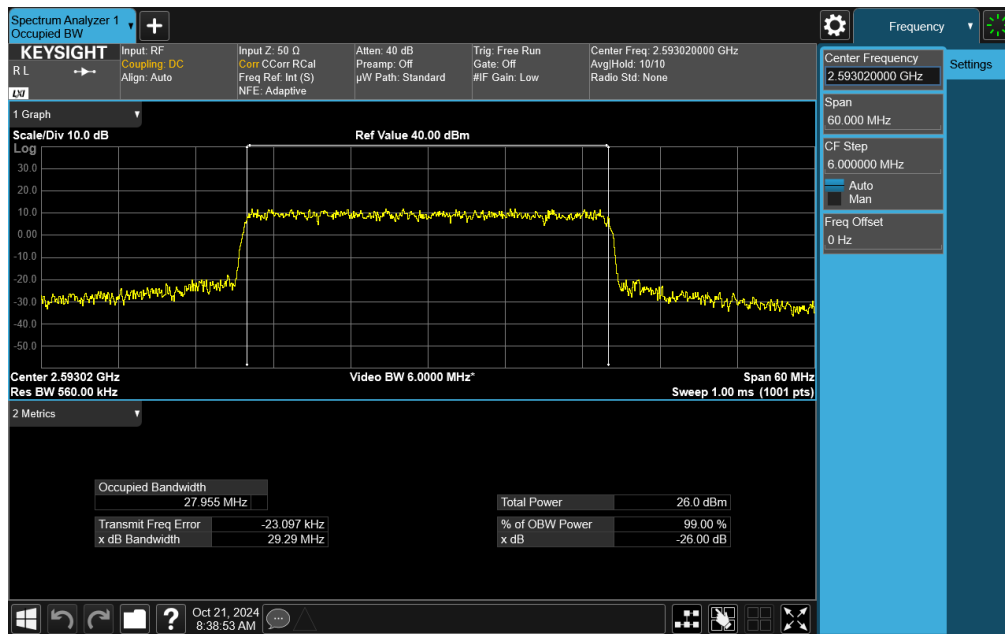 Spectrum Analyzer 1
Occupied BW
Frequency
KEYSIGHT
R L
LXI
Input: RF
Coupling: DC
Align: Auto
Input Z: 50 Ω
Corr CCorr RCal
Freq Ref: Int (S)
NFE: Adaptive
Atten: 40 dB
Preamp: Off
µW Path: Standard
Trig: Free Run
Gate: Off
#IF Gain: Low
Center Freq: 2.593020000 GHz
Avg|Hold: 10/10
Radio Std: None
Center Frequency
2.593020000 GHz
Settings
Span
60.000 MHz
CF Step
6.000000 MHz
Auto
Man
Freq Offset
0 Hz
1 Graph
Scale/Div 10.0 dB
Ref Value 40.00 dBm
Log
30.0
20.0
10.0
0.00
-10.0
-20.0
-30.0
-40.0
-50.0
Center 2.59302 GHz
Video BW 6.0000 MHz*
Span 60 MHz
Res BW 560.00 kHz
Sweep 1.00 ms (1001 pts)
2 Metrics
Occupied Bandwidth
27.955 MHz
Total Power 26.0 dBm
Transmit Freq Error -23.097 kHz
% of OBW Power 99.00 %
x dB Bandwidth 29.29 MHz
x dB -26.00 dB
?
Oct 21, 2024
8:38:53 AM